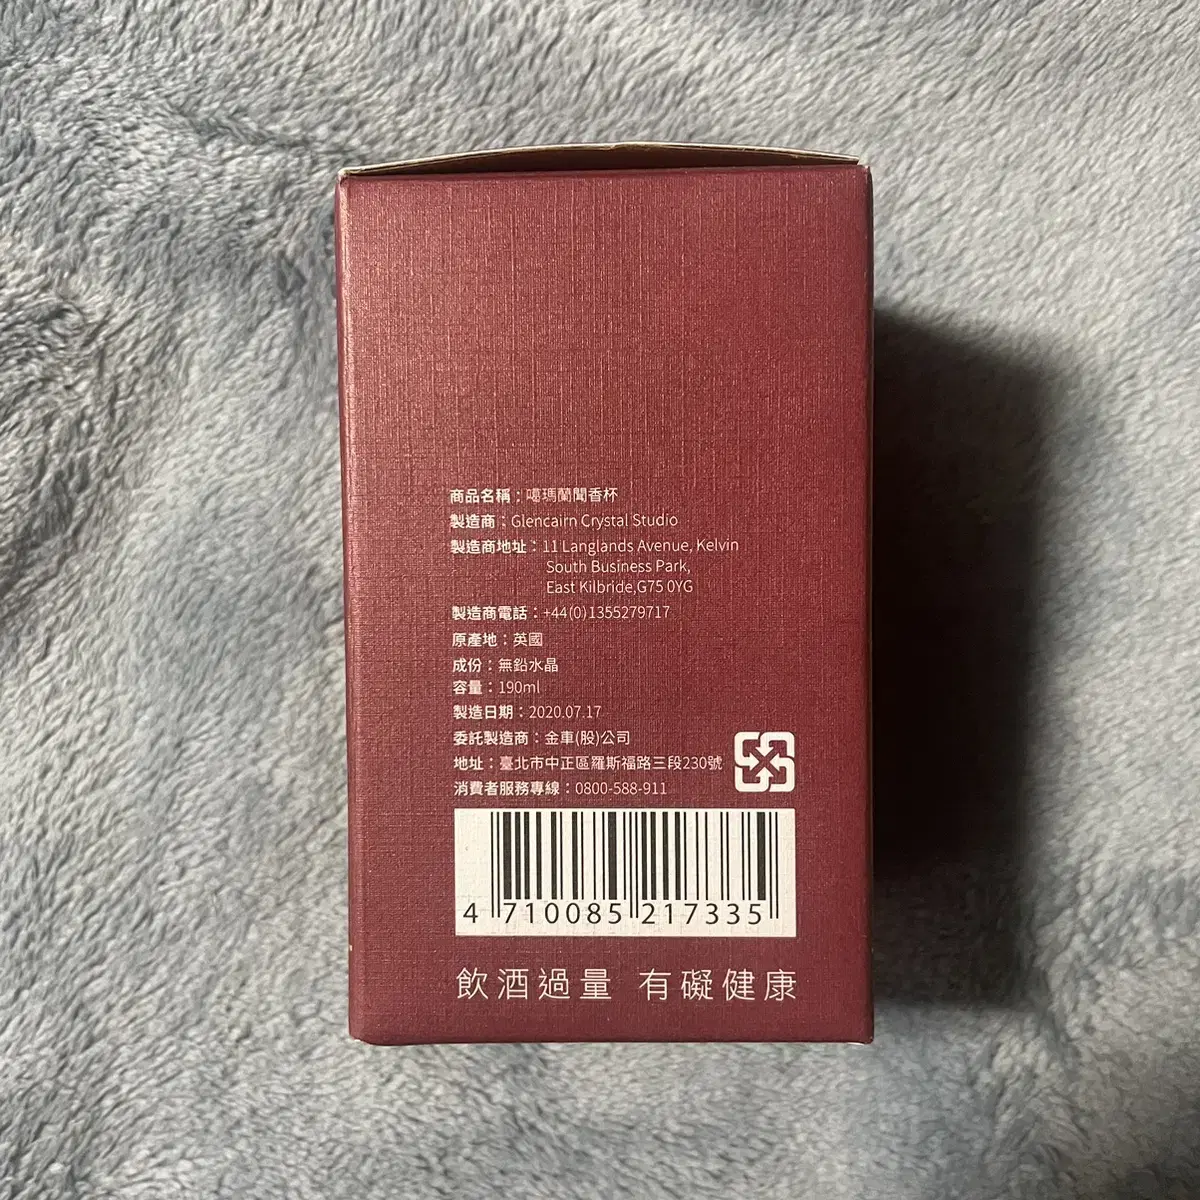 商品名稱：噶瑪蘭聞香杯
製造商：Glencairn Crystal Studio
製造商地址：11 Langlands Avenue, Kelvin
South Business Park,
East Kilbride,G75 0YG
製造商電話：+44(0)1355279717
原產地：英國
成份：無鉛水晶
容量：190ml
製造日期：2020.07.17
委託製造商：金車(股)公司
地址：臺北市中正區羅斯福路三段230號
消費者服務專線：0800-588-911
4 710085 217335
飲酒過量 有礙健康